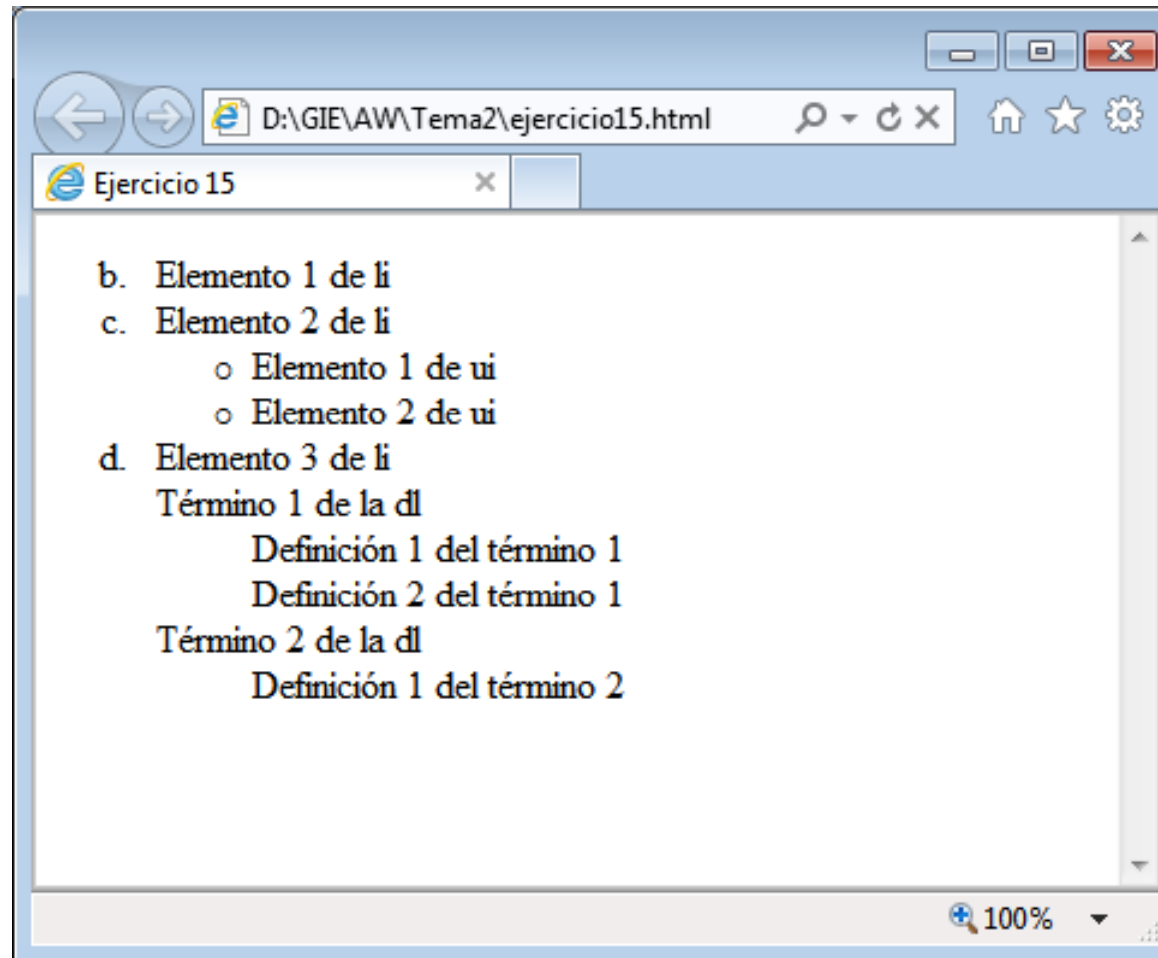 D:\GIE\AW\Tema2\ejercicio15.html
Ejercicio 15
b. Elemento 1 de li
c. Elemento 2 de li
o Elemento 1 de ui
o Elemento 2 de ui
d. Elemento 3 de li
Término 1 de la dl
Definición 1 del término 1
Definición 2 del término 1
Término 2 de la dl
Definición 1 del término 2
100%